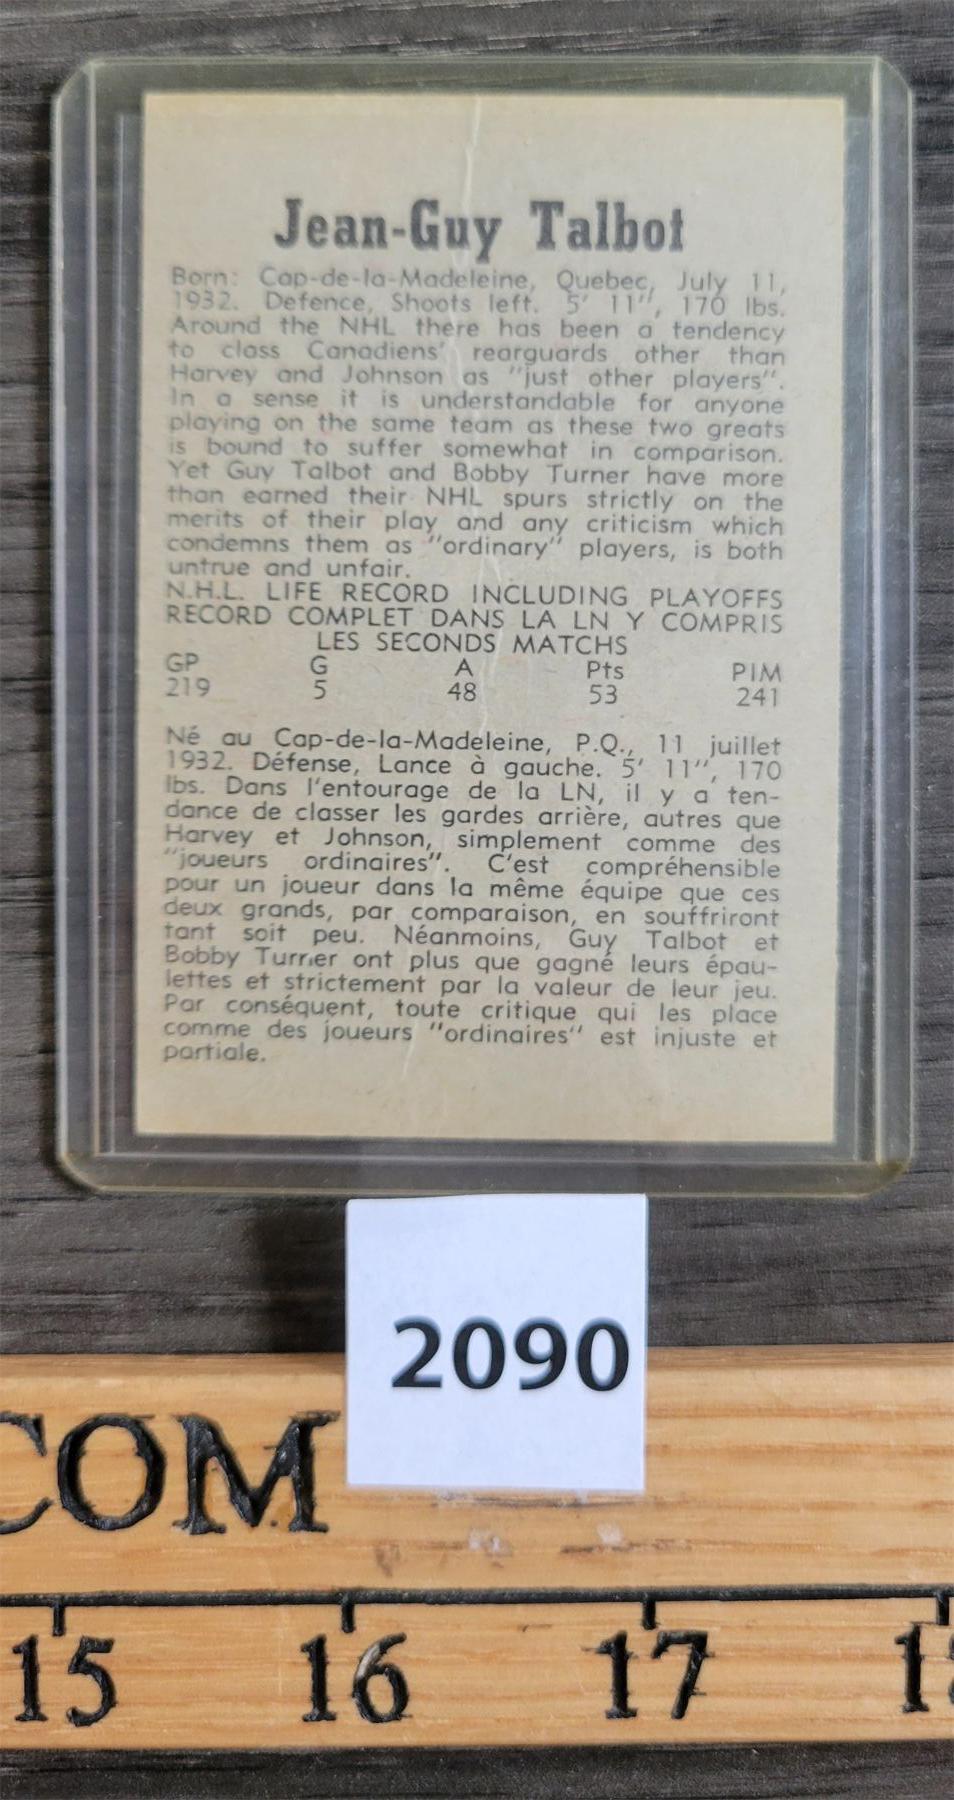 Jean-Guy Talbot
Born: Cap-de-la-Madeleine, Quebec, July 11,
1932. Defence, Shoots left. 5' 11", 170 lbs.
Around the NHL there has been a tendency
to class Canadiens' rearguards other than
Harvey and Johnson as "just other players".
In a sense it is understandable for anyone
playing on the same team as these two greats
is bound to suffer somewhat in comparison.
Yet Guy Talbot and Bobby Turner have more
than earned their NHL spurs strictly on the
merits of their play and any criticism which
condemns them as "ordinary" players, is both
untrue and unfair.
N.H.L. LIFE RECORD INCLUDING PLAYOFFS
RECORD COMPLET DANS LA LN Y COMPRIS
LES SECONDS MATCHS
GP G A Pts PIM
219 5 48 53 241
Né au Cap-de-la-Madeleine, P.Q., 11 juillet
1932. Défense, Lance à gauche. 5' 11", 170
lbs. Dans l'entourage de la LN, il y a ten-
dance de classer les gardes arrière, autres que
Harvey et Johnson, simplement comme des
"joueurs ordinaires". C'est compréhensible
pour un joueur dans la même équipe que ces
deux grands, par comparaison, en souffriront
tant soit peu. Néanmoins, Guy Talbot et
Bobby Turner ont plus que gagné leurs épau-
lettes et strictement par la valeur de leur jeu.
Par conséquent, toute critique qui les place
comme des joueurs "ordinaires" est injuste et
partiale.
2090
COM
15 16 17 18